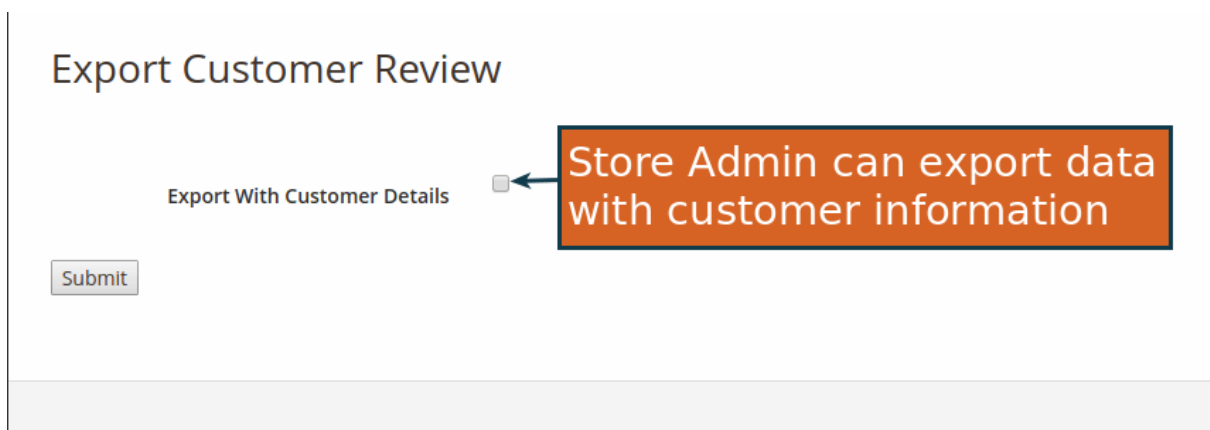 Export Customer Review
Store Admin can export data
with customer information
Export With Customer Details
Submit